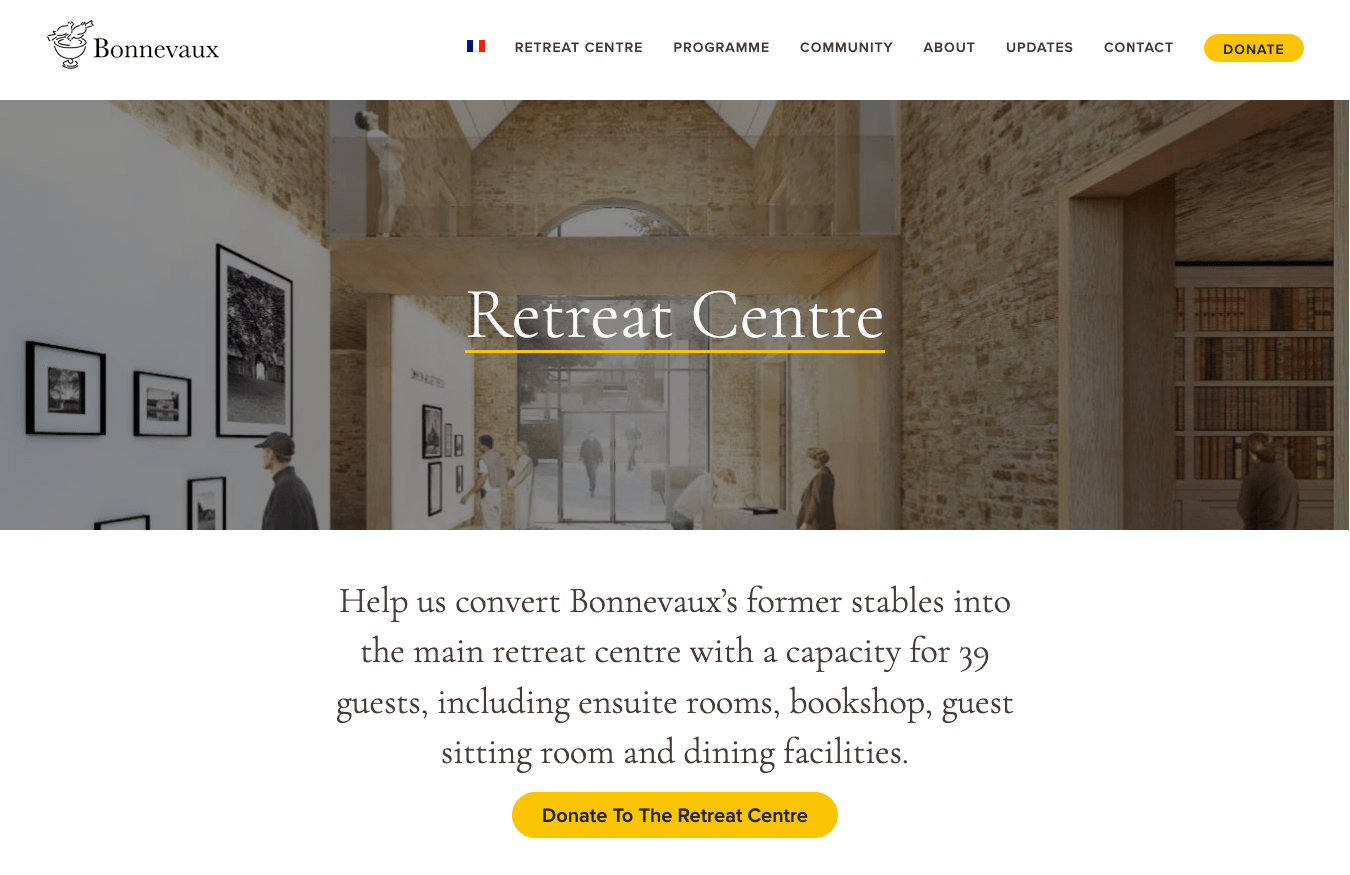 Bonnevaux
RETREAT CENTRE PROGRAMME COMMUNITY ABOUT UPDATES CONTACT DONATE
Retreat Centre
Help us convert Bonnevaux’s former stables into
the main retreat centre with a capacity for 39
guests, including ensuite rooms, bookshop, guest
sitting room and dining facilities.
Donate To The Retreat Centre